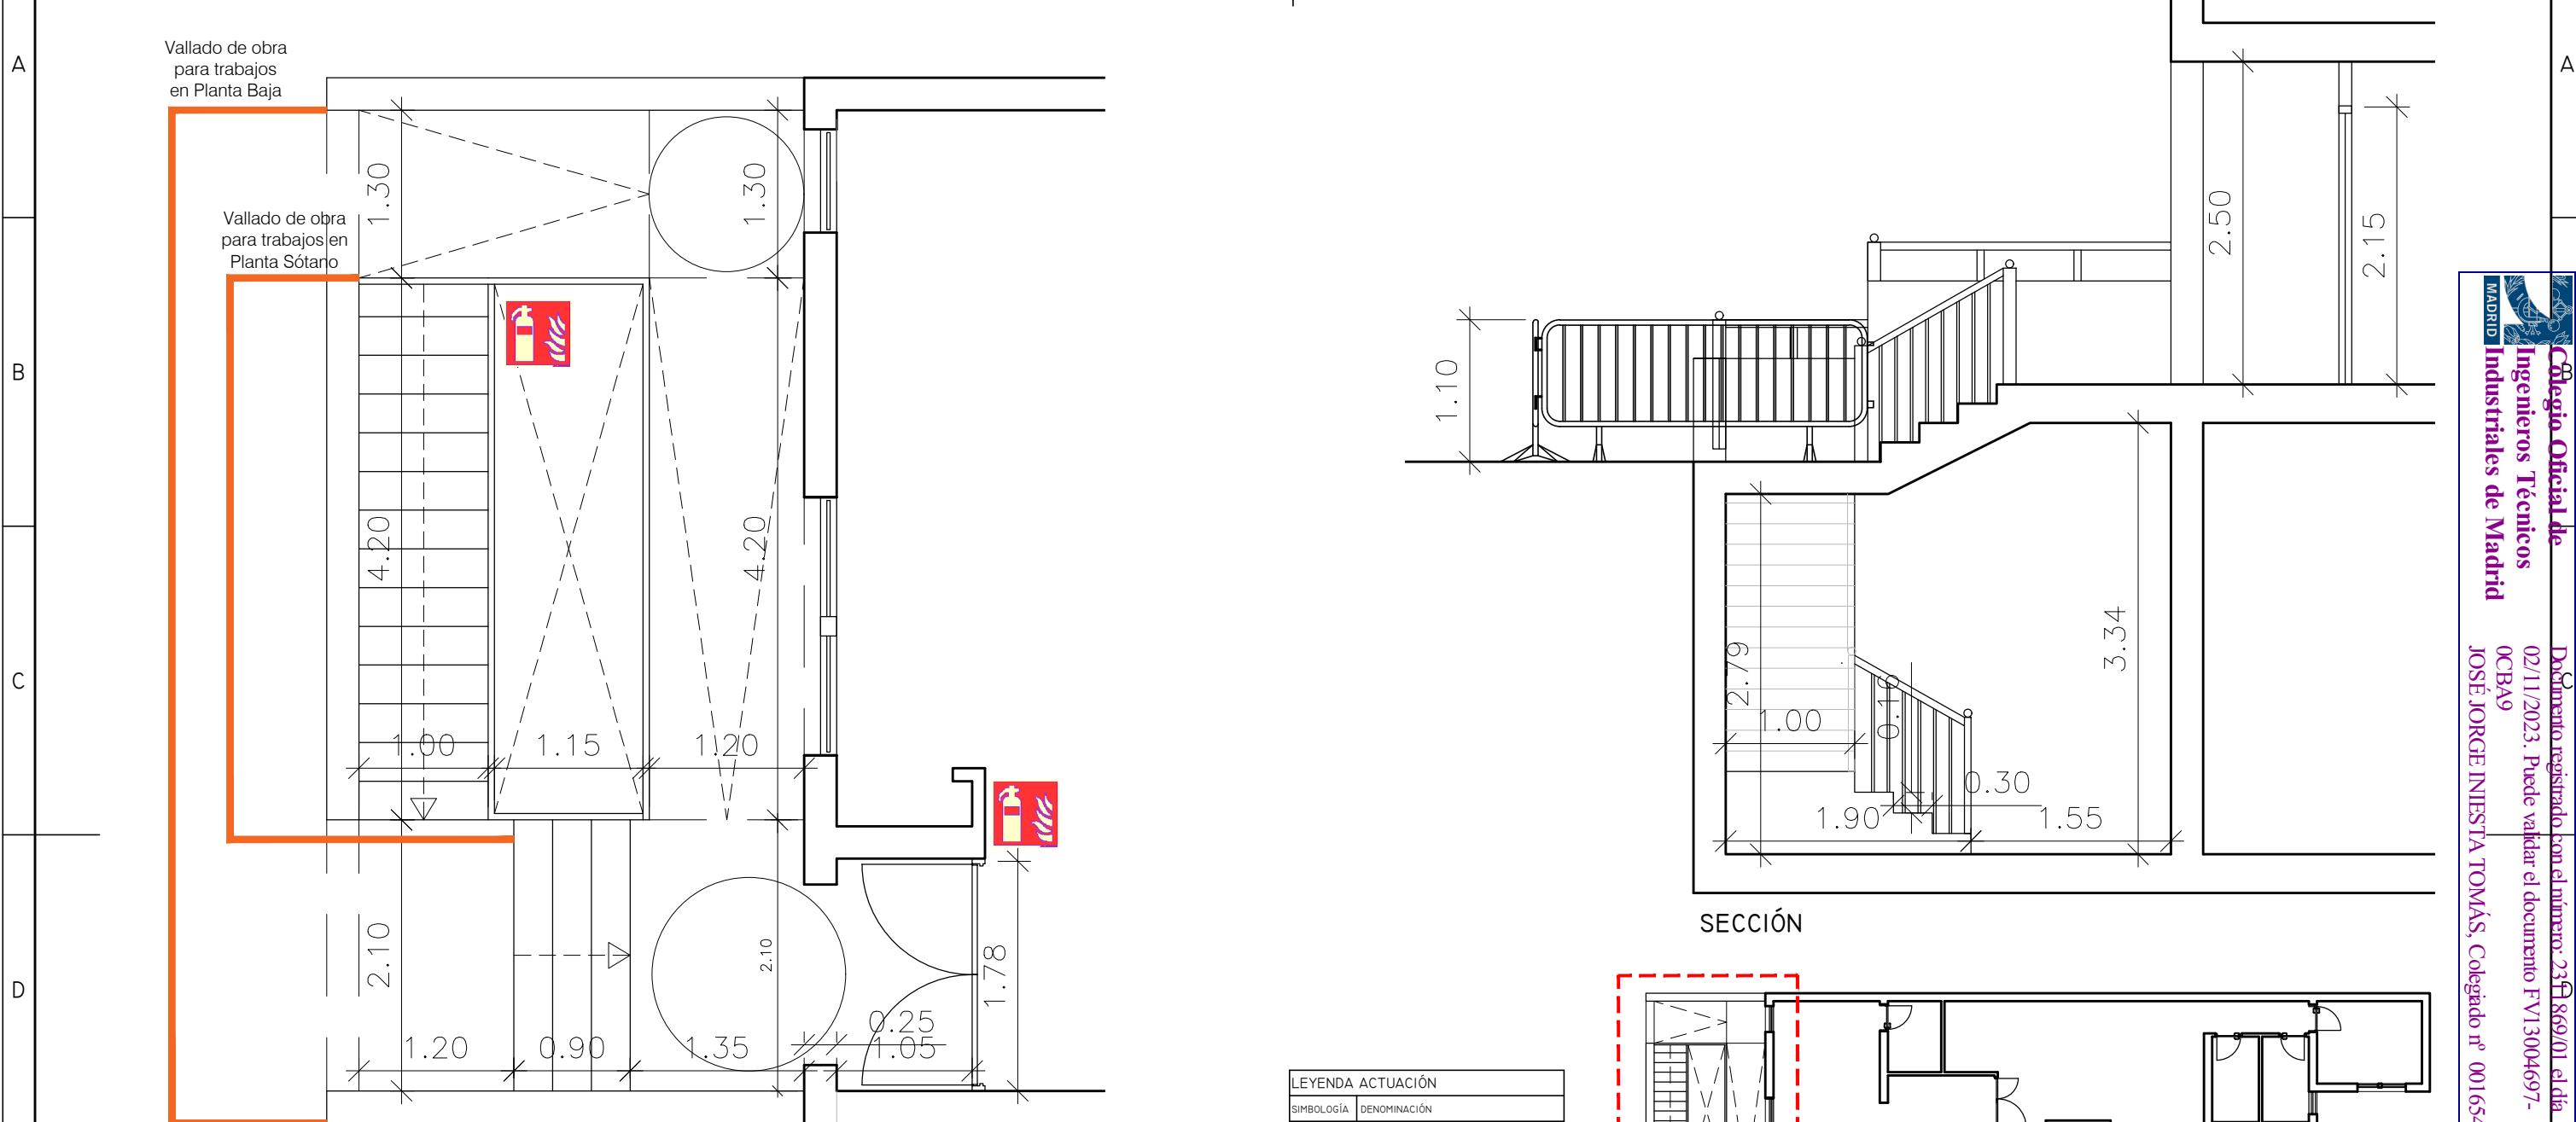 A
B
C
D
Vallado de obra
para trabajos
en Planta Baja
Vallado de obra
para trabajos en
Planta Sótano
1.30
1.30
4.20
4.20
1.00
1.15
1.20
2.10
2.10
1.78
0.25
1.20
0.90
1.35
1.05
2.50
2.15
1.10
2.79
3.34
1.00
0.30
1.90
1.55
SECCIÓN
LEYENDA ACTUACIÓN
SIMBOLOGÍA
DENOMINACIÓN
A
B
C
D
MADRID
Colegio Oficial de
Ingenieros Técnicos
Industriales de Madrid
Documento registrado con el número: 2311869/01 el día
02/11/2023. Puede validar el documento FV13004697-
0CBA9
JOSÉ JORGE INIESTA TOMÁS, Colegiado nº